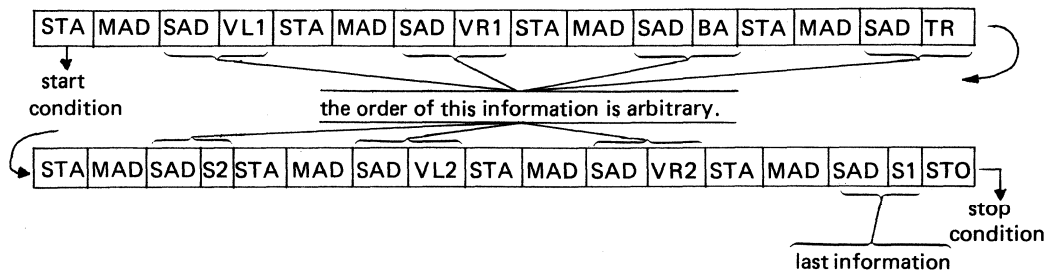 STA MAD SAD VL1 STA MAD SAD VR1 STA MAD SAD BA STA MAD SAD TR
start
condition
the order of this information is arbitrary.
STA MAD SAD S2 STA MAD SAD VL2 STA MAD SAD VR2 STA MAD SAD S1 STO
stop
condition
last information